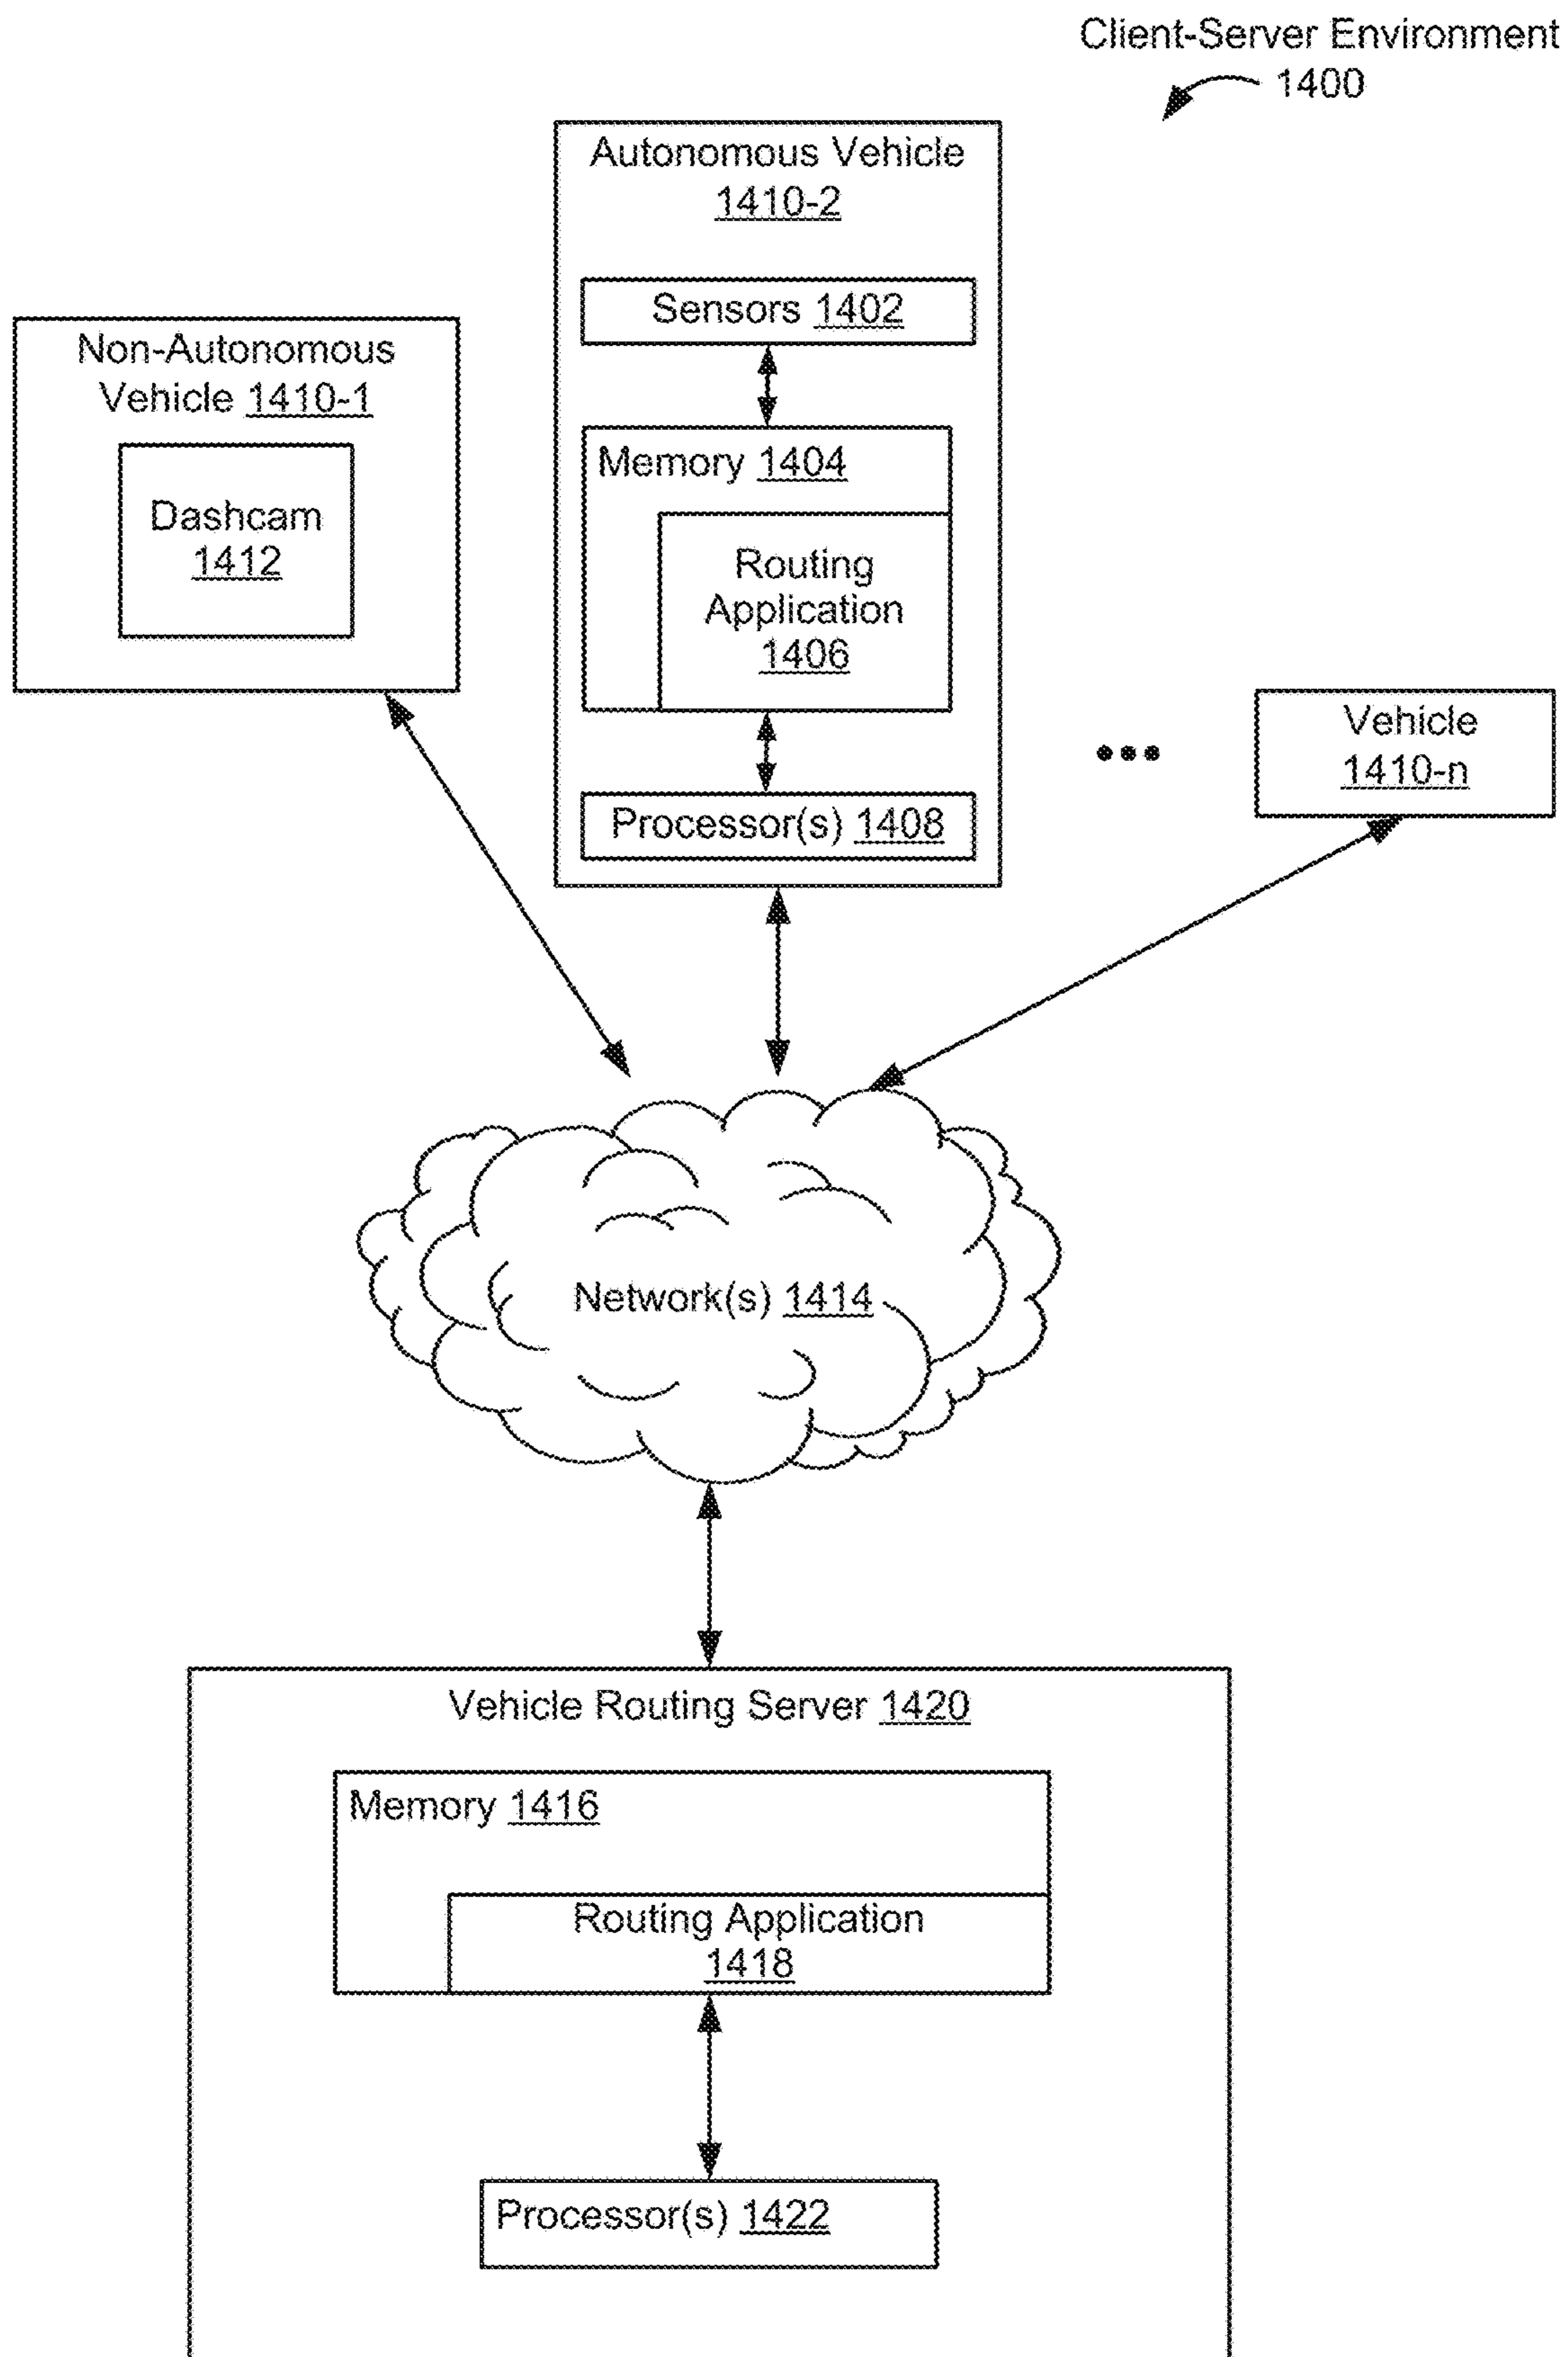 Client-Server Environment
1400
Autonomous Vehicle
1410-2
Sensors 1402
Non-Autonomous
Vehicle 1410-1
Memory 1404
Dashcam
1412
Routing
Application
1406
Vehicle
1410-n
Processor(s) 1408
Network(s) 1414
Vehicle Routing Server 1420
Memory 1416
Routing Application
1418
Processor(s) 1422